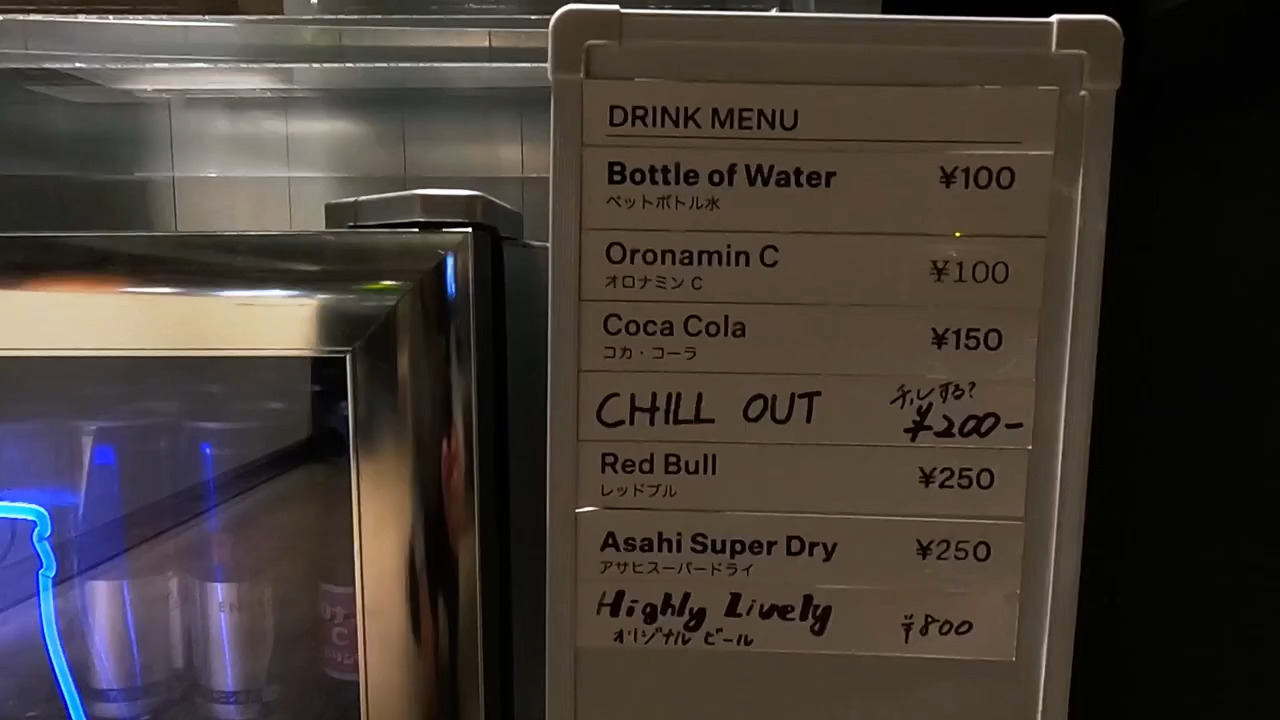 DRINK MENU
Bottle of Water ¥100
ペットボトル水
Oronamin C ¥100
オロナミン C
Coca Cola ¥150
コカ・コーラ
チルする?
CHILL OUT ¥200-
Red Bull ¥250
レッドブル
Asahi Super Dry ¥250
アサヒスーパードライ
Highly Lively ¥800
オリジナル ビール
C